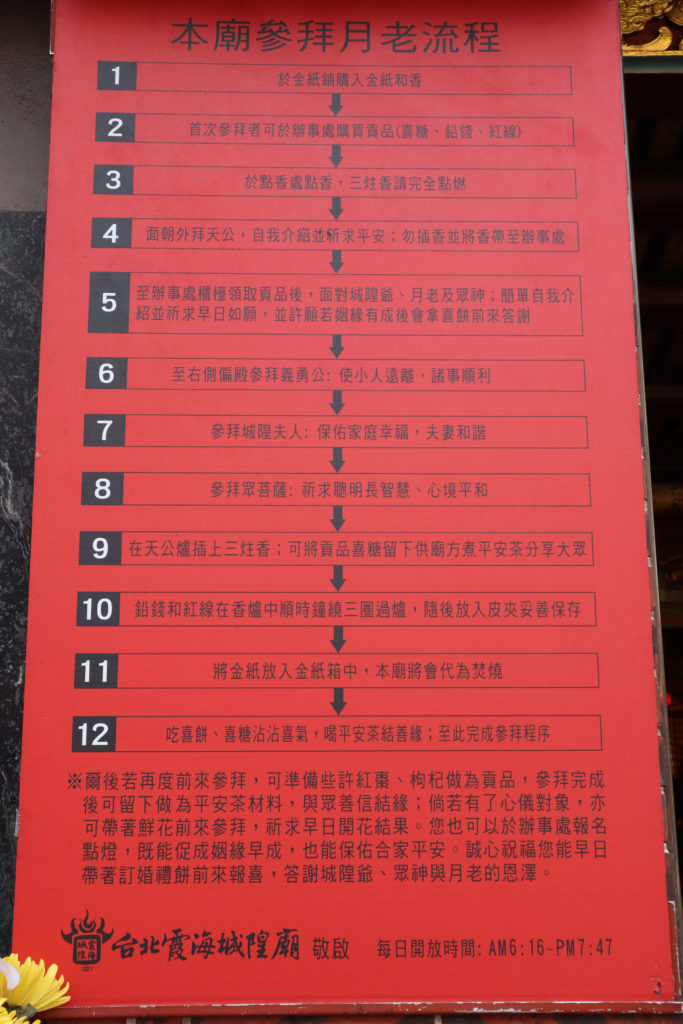 本廟參拜月老流程
1 於金紙鋪購入金紙和香
2 首次參拜者可於辦事處購買貢品(喜糖、鉛錢、紅線)
3 於點香處點香，三炷香請完全點燃
4 面朝外拜天公，自我介紹並祈求平安；勿插香並將香帶至辦事處
5 至辦事處櫃檯領取貢品後，面對城隍爺、月老及眾神；簡單自我介
紹並祈求早日如願，並許願若姻緣有成後會拿喜餅前來答謝
6 至右側偏殿參拜義勇公: 使小人遠離、諸事順利
7 參拜城隍夫人: 保佑家庭幸福，夫妻和諧
8 參拜眾菩薩: 祈求聰明長智慧、心境平和
9 在天公爐插上三炷香；可將貢品喜糖留下供廟方煮平安茶分享大眾
10 鉛錢和紅線在香爐中順時鐘繞三圈過爐，隨後放入皮夾妥善保存
11 將金紙放入金紙箱中，本廟將會代為焚燒
12 吃喜餅、喜糖沾沾喜氣，喝平安茶結善緣；至此完成參拜程序
※爾後若再度前來參拜，可準備些許紅棗、枸杞做為貢品，參拜完成
後可留下做為平安茶材料，與眾善信結緣；倘若有了心儀對象，亦
可帶著鮮花前來參拜，祈求早日開花結果。您也可以於辦事處報名
點燈，既能促成姻緣早成，也能保佑合家平安。誠心祝福您能早日
帶著訂婚禮餅前來報喜，答謝城隍爺、眾神與月老的恩澤。
台北霞海城隍廟 敬啟 每日開放時間: AM6:16~PM7:47